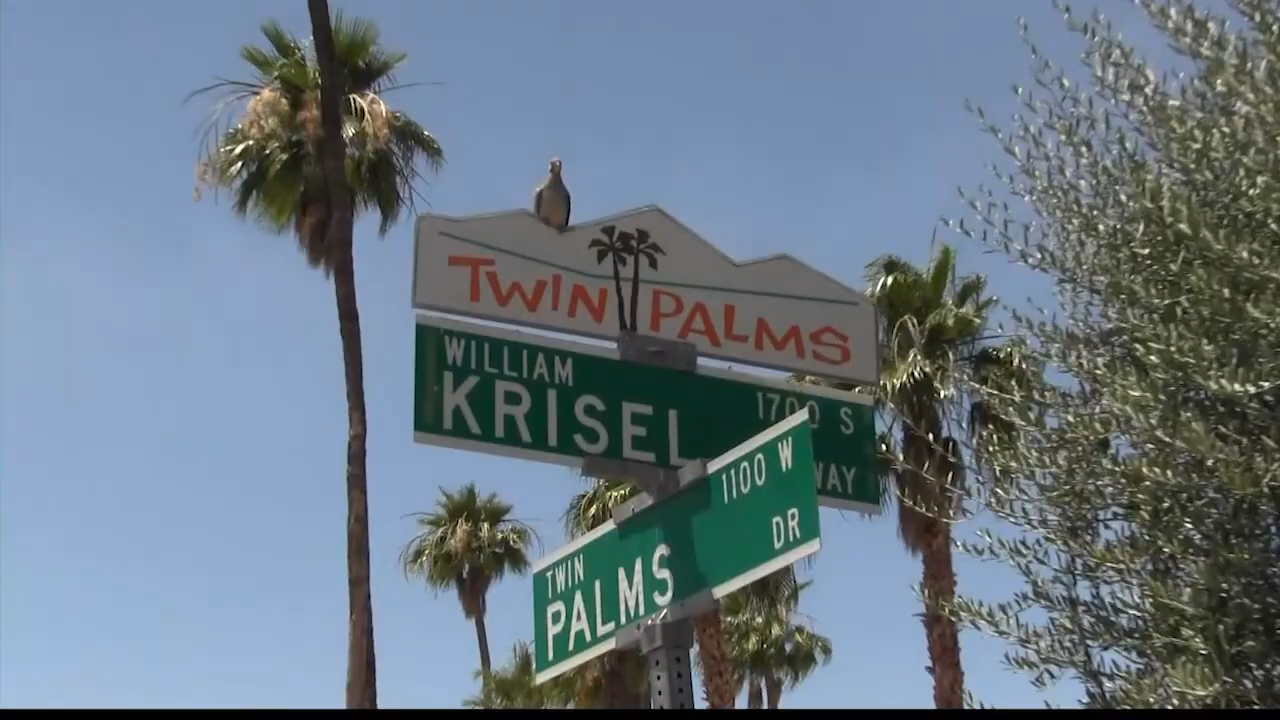 TWIN PALMS
WILLIAM
KRISEL
1700 S
WAY
TWIN
PALMS
1100 W
DR